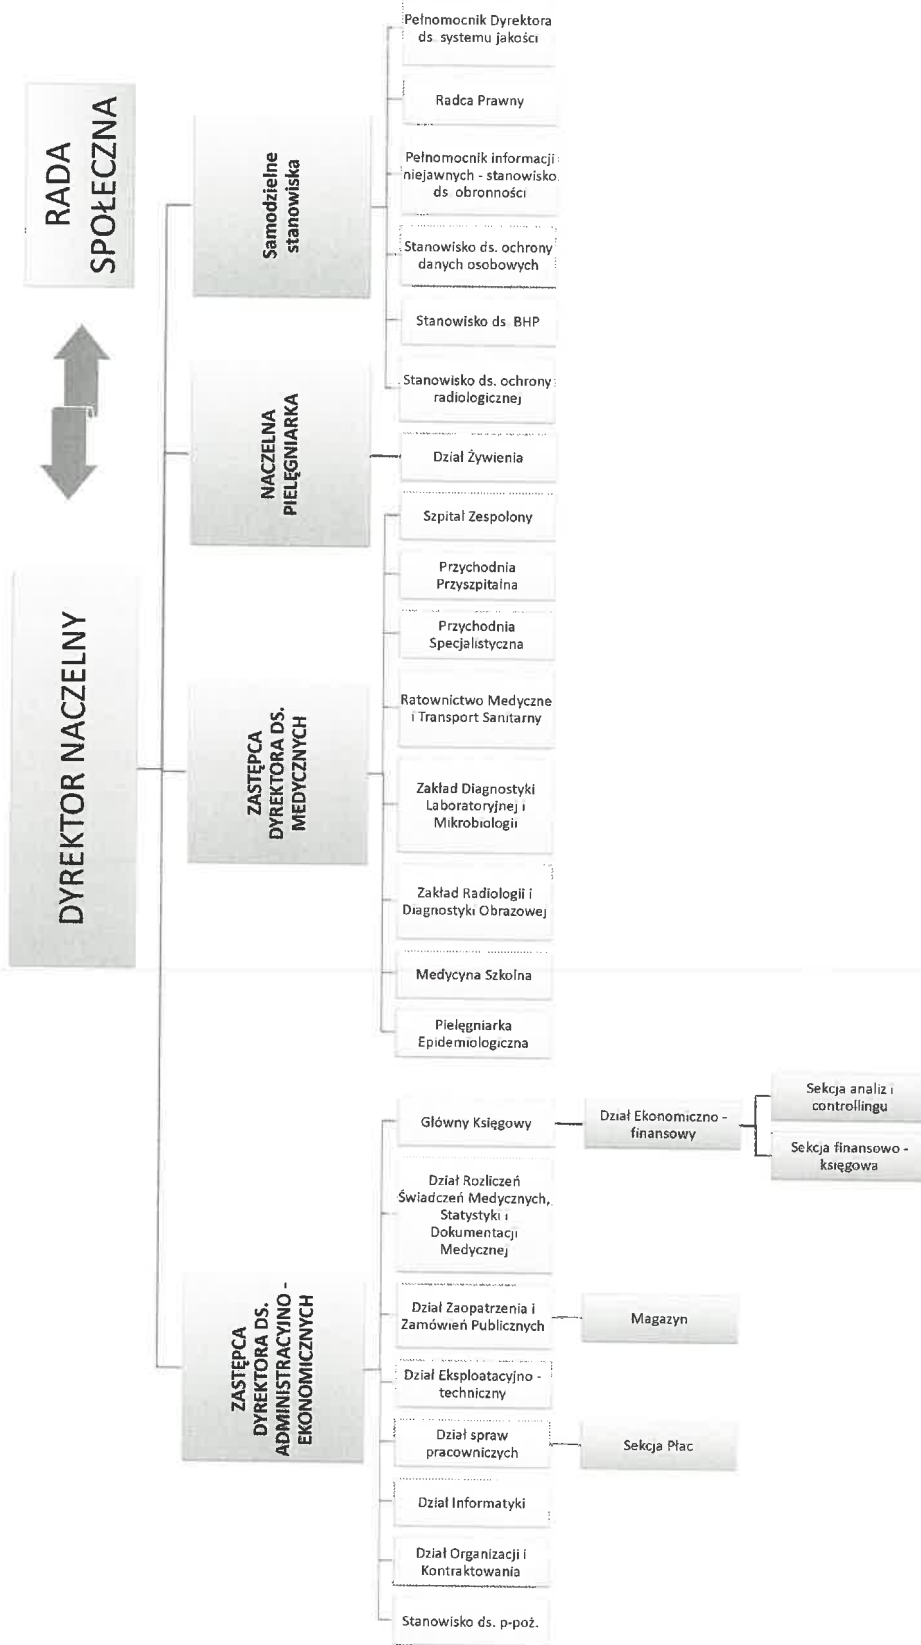 RADA
SPOŁECZNA
DYREKTOR NACZELNY
Samodzielne
stanowiska
Pełnomocnik Dyrektora
ds. systemu jakości
Radca Prawny
Pełnomocnik informacji
niejawnych - stanowisko
ds. obronności
Stanowisko ds. ochrony
danych osobowych
Stanowisko ds. BHP
Stanowisko ds. ochrony
radiologicznej
NACZELNA
PIELĘGNIARKA
Dział Żywienia
ZASTĘPCA
DYREKTORA DS.
MEDYCZNYCH
Szpital Zespolony
Przychodnia
Przyszpitalna
Przychodnia
Specjalistyczna
Ratownictwo Medyczne
i Transport Sanitarny
Zakład Diagnostyki
Laboratoryjnej i
Mikrobiologii
Zakład Radiologii i
Diagnostyki Obrazowej
Medycyna Szkolna
Pielęgniarka
Epidemiologiczna
ZASTĘPCA
DYREKTORA DS.
ADMINISTRACYJNO -
EKONOMICZNYCH
Główny Księgowy
Dział Ekonomiczno -
finansowy
Sekcja analiz i
controllingu
Sekcja finansowo -
księgowa
Dział Rozliczeń
Świadczeń Medycznych,
Statystyki i
Dokumentacji
Medycznej
Dział Zaopatrzenia i
Zamówień Publicznych
Magazyn
Dział Eksploatacyjno -
techniczny
Dział spraw
pracowniczych
Sekcja Płac
Dział Informatyki
Dział Organizacji i
Kontraktowania
Stanowisko ds. p-poż.